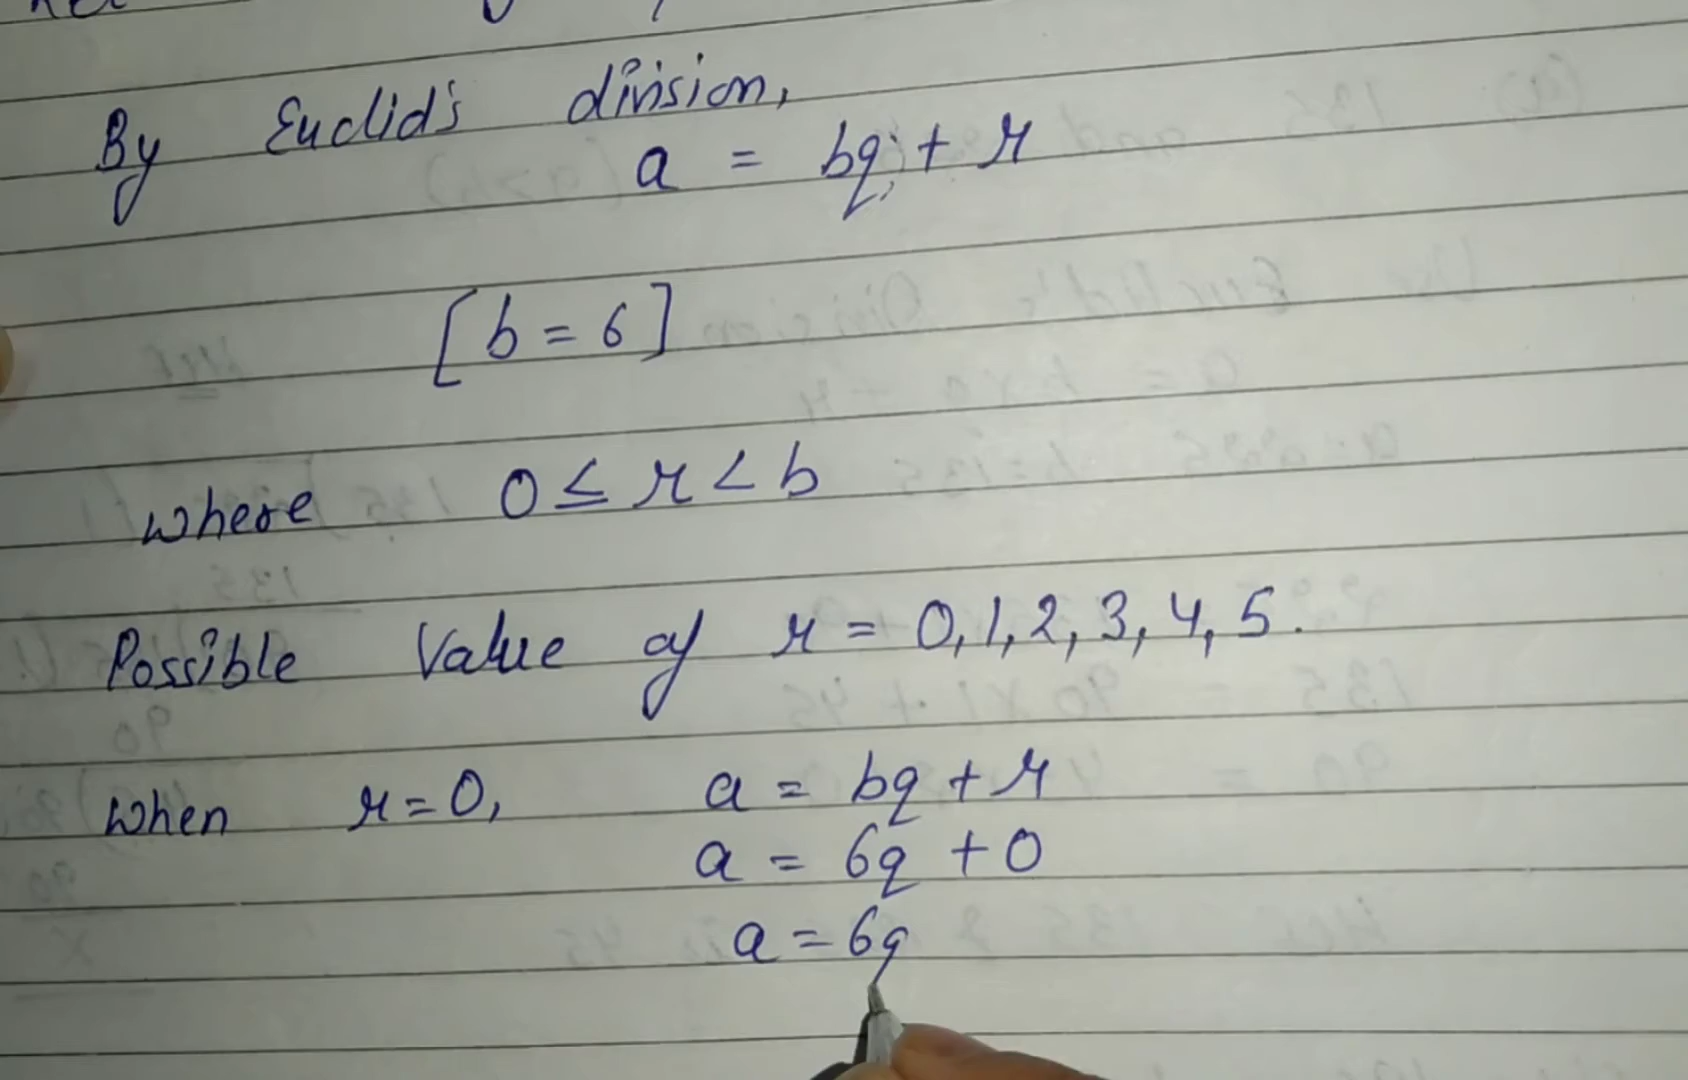 By Euclid's division,
a = bq + r
[b = 6]
where 0 ≤ r < b
Possible Value of r = 0, 1, 2, 3, 4, 5.
When r = 0, a = bq + r
a = 6q + 0
a = 6q